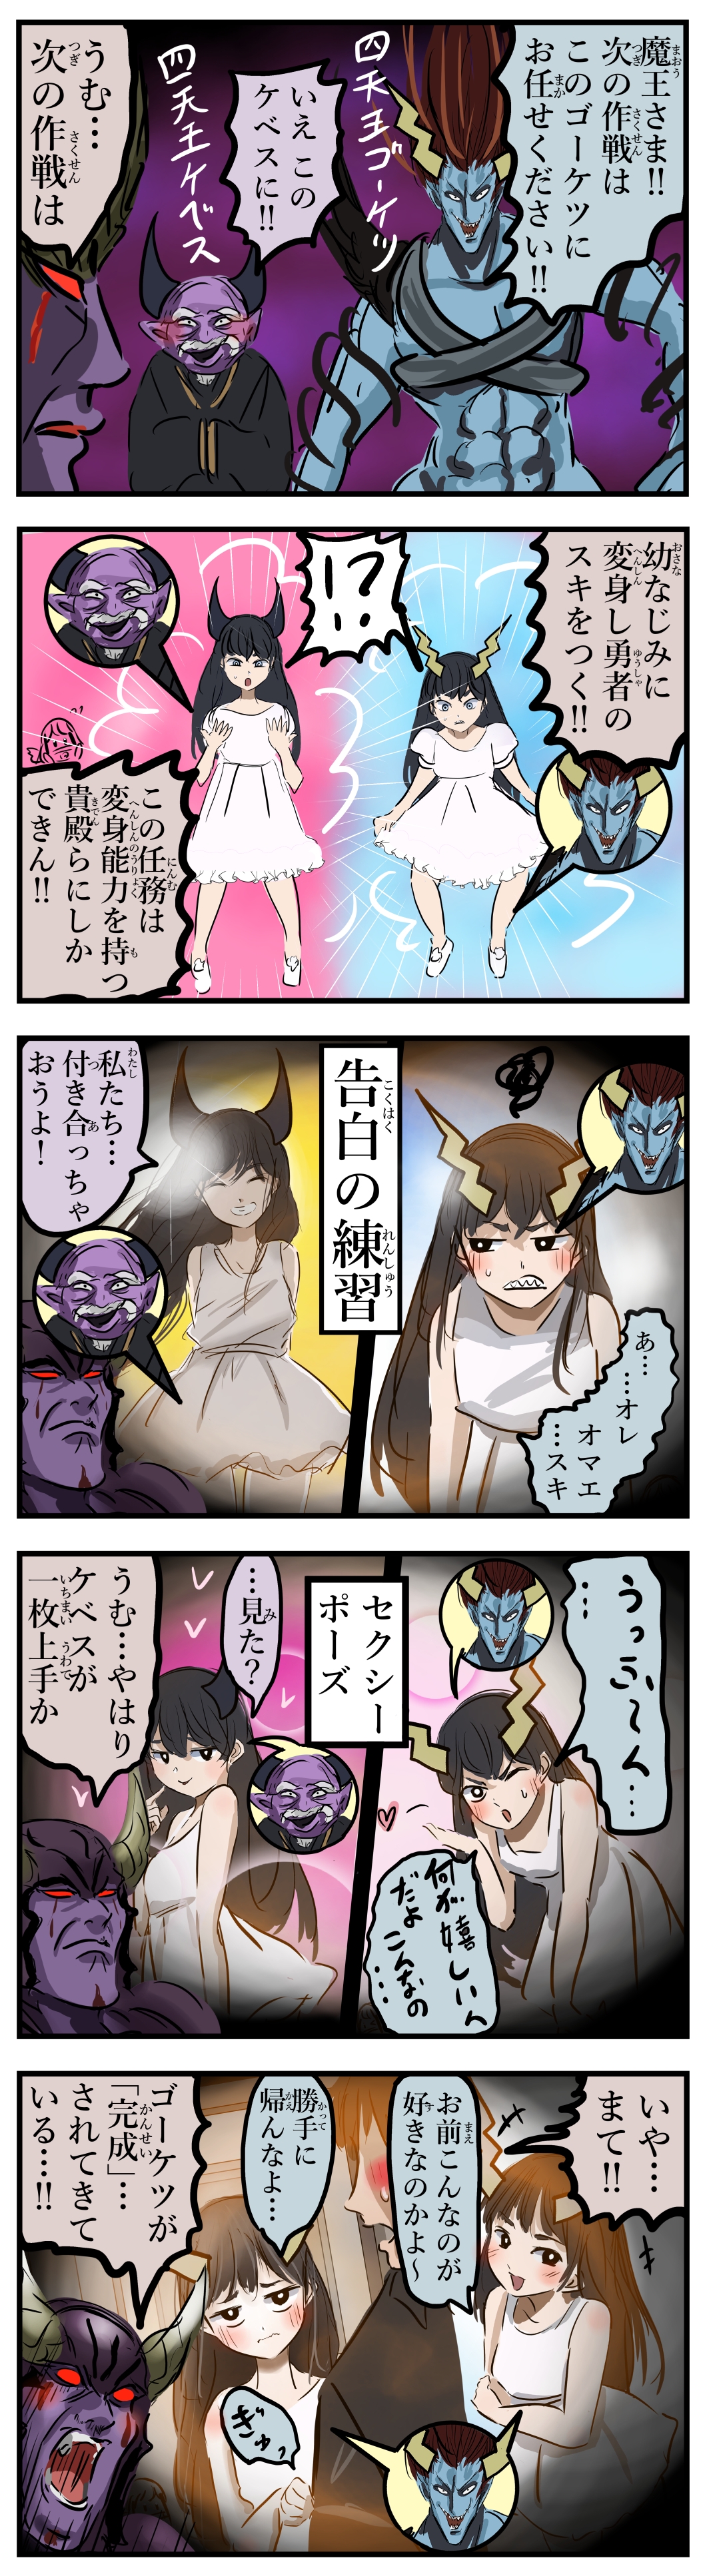 魔王さま!!
次の作戦は
このゴーケツに
お任せください!!
四天王ゴーケツ
いえ この
ケベスに!!
四天王ケベス
うむ…
次の作戦は
幼なじみに
変身し勇者の
スキをつく!!
!?
この任務は
変身能力を持つ
貴殿らにしか
できん!!
告白の練習
あ…
…オレ
オマエ
…スキ
私たち…
付き合っちゃ
おうよ!
セクシー
ポーズ
うっふ〜ん…
…
何が嬉しいん
だよこんなの
…
…見た?
うむ…やはり
ケベスが
一枚上手か
いや…
まて!!
お前こんなのが
好きなのかよ〜
勝手に
帰んなよ…
ぎゅっ
ゴーケツが
「完成」…
されてきて
いる…!!